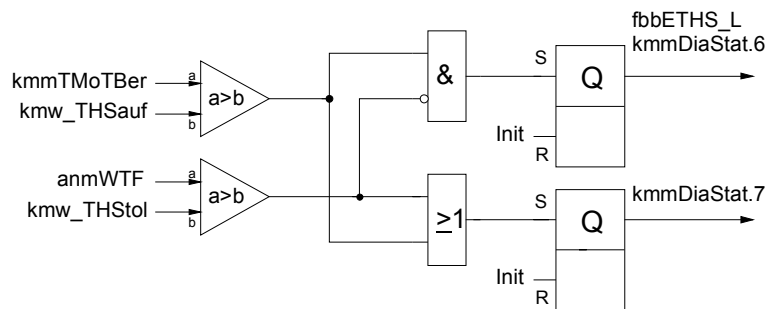 fbbETHS_L
kmmDiaStat.6
kmmTMoTBer
a
kmw_THSauf
b
a>b
&
S
Q
Init
R
anmWTF
a
kmw_THStol
b
a>b
≥1
S
Q
kmmDiaStat.7
Init
R